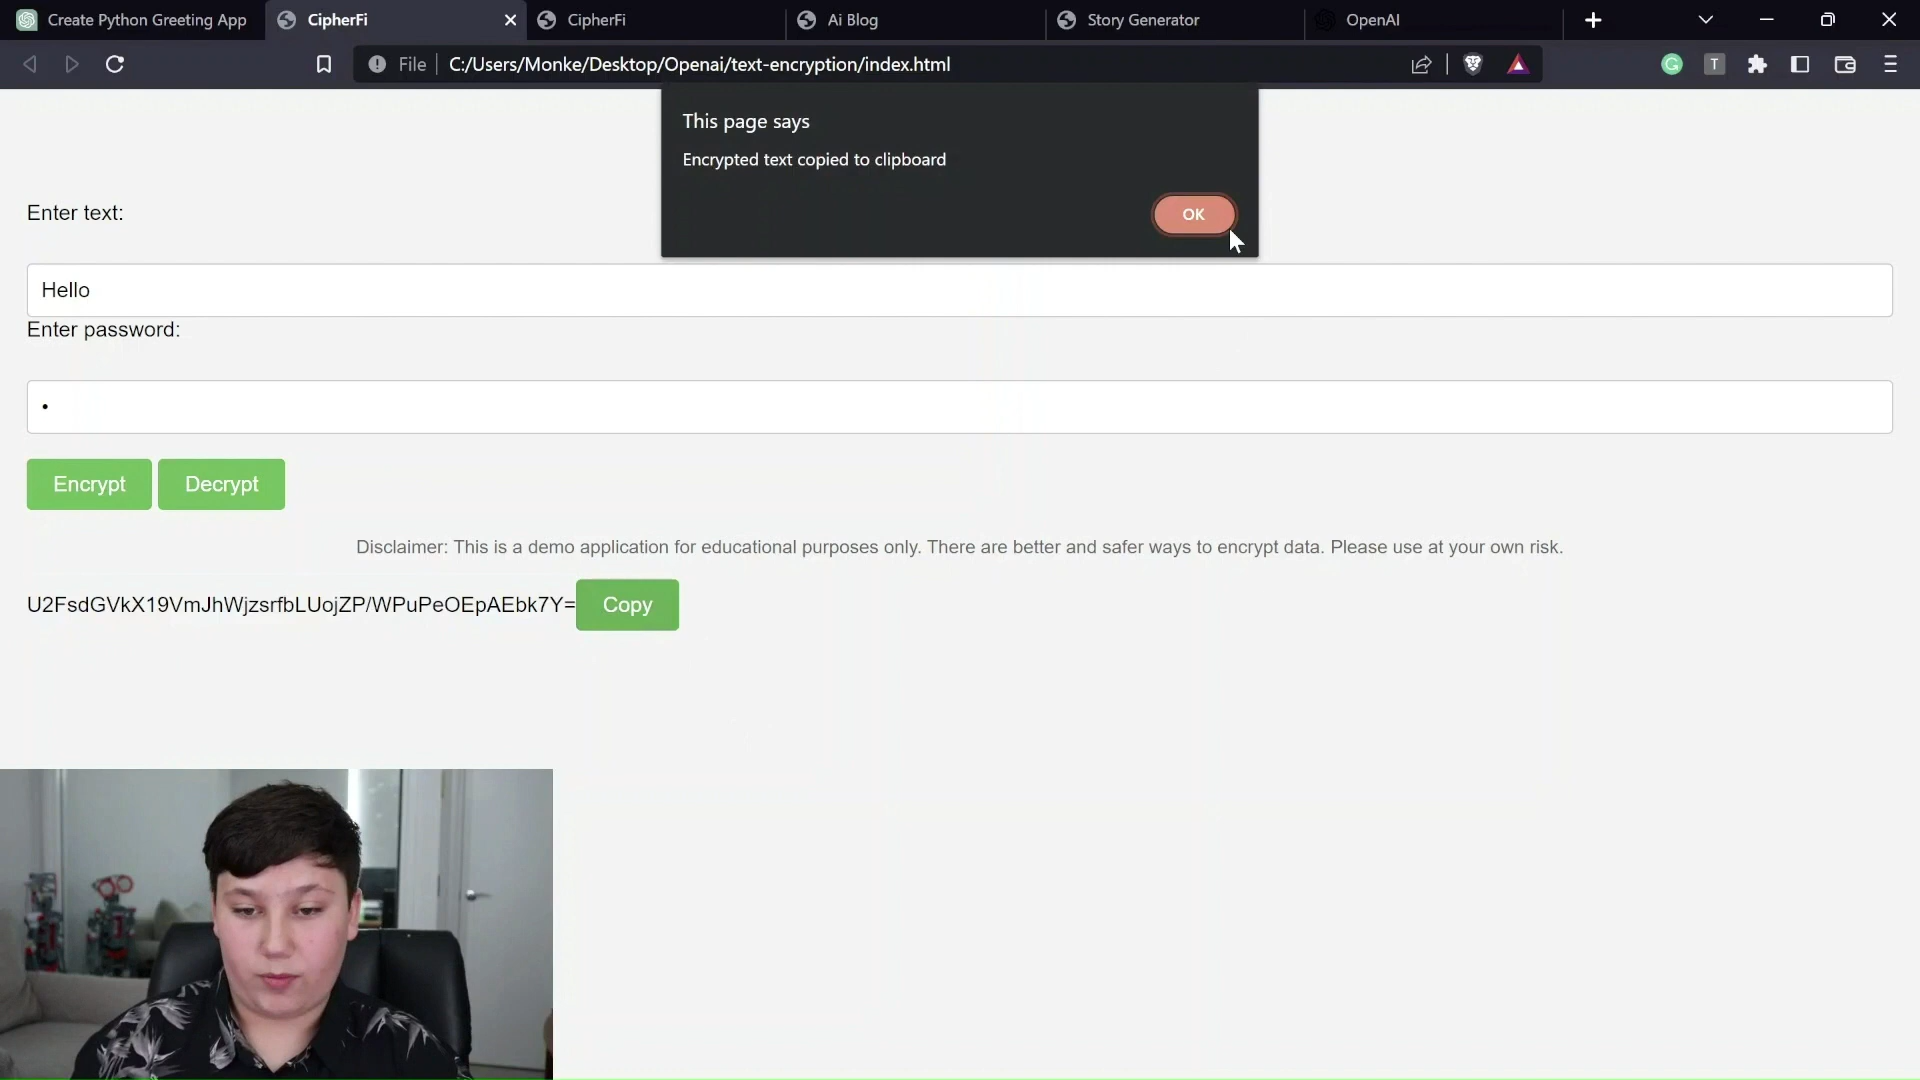 Create Python Greeting App
CipherFi
CipherFi
Ai Blog
Story Generator
OpenAI
File
C:/Users/Monke/Desktop/Openai/text-encryption/index.html
G
T
This page says
Encrypted text copied to clipboard
OK
Enter text:
Hello
Enter password:
Encrypt
Decrypt
Disclaimer: This is a demo application for educational purposes only. There are better and safer ways to encrypt data. Please use at your own risk.
U2FsdGVkX19VmJhWjzsrfbLUojZP/WPuPeOEpAEbk7Y=
Copy